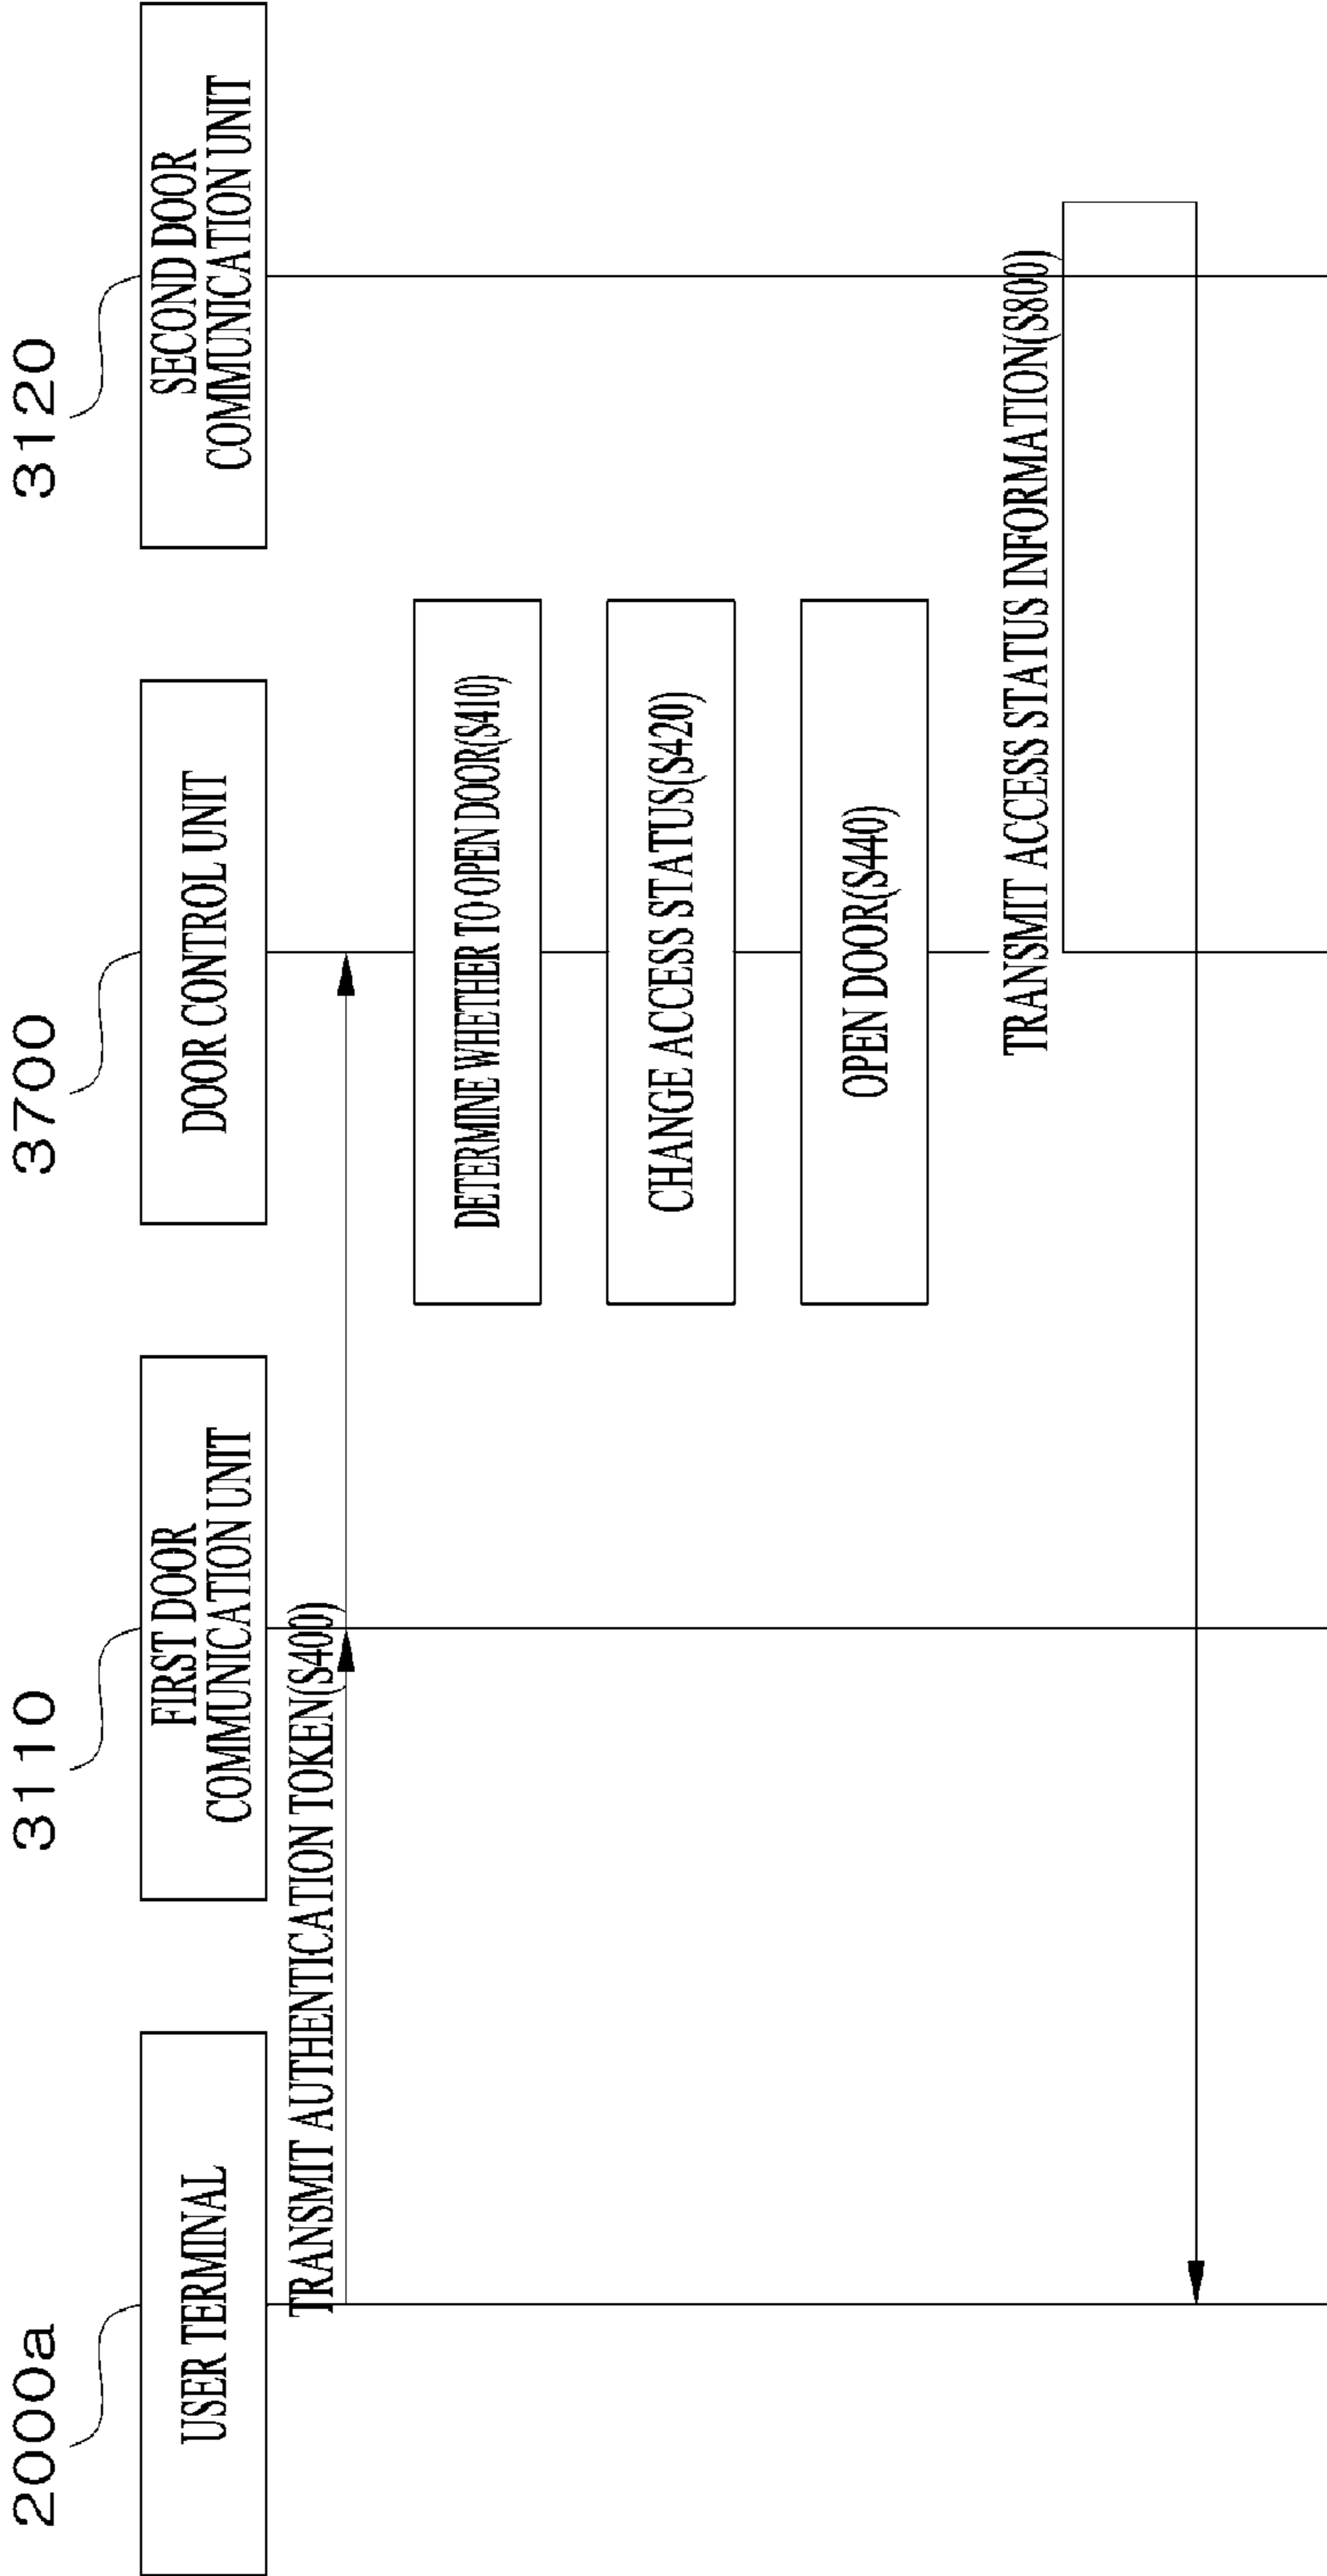 2000a
3110
3700
3120
USER TERMINAL
FIRST DOOR
COMMUNICATION UNIT
DOOR CONTROL UNIT
SECOND DOOR
COMMUNICATION UNIT
TRANSMIT AUTHENTICATION TOKEN(S400)
DETERMINE WHETHER TO OPEN DOOR(S410)
CHANGE ACCESS STATUS(S420)
OPEN DOOR(S440)
TRANSMIT ACCESS STATUS INFORMATION(S800)